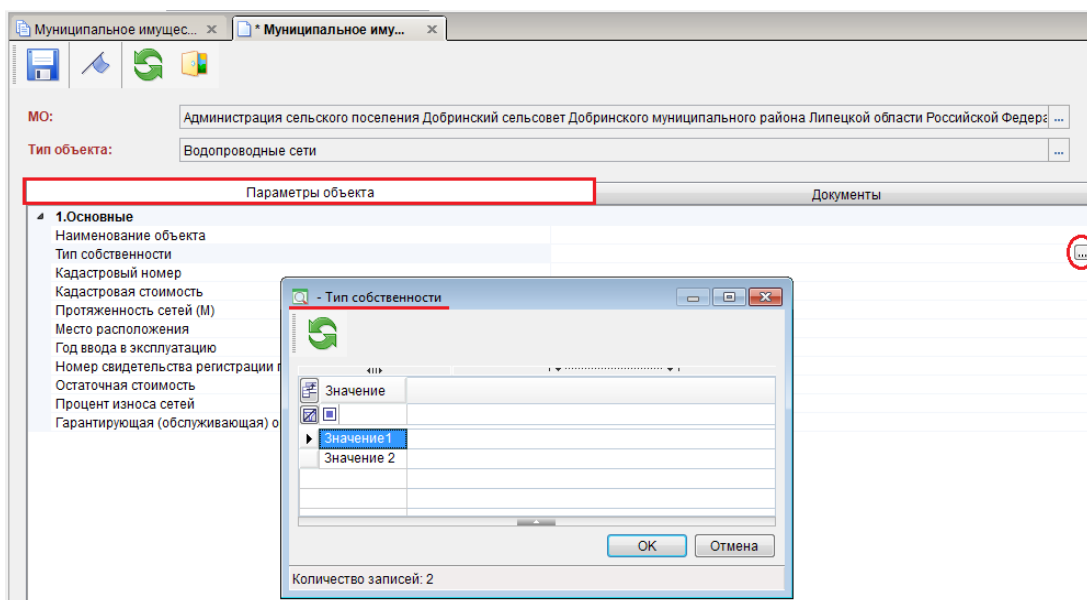 Муниципальное имущес...
* Муниципальное иму...
МО:
Администрация сельского поселения Добринский сельсовет Добринского муниципального района Липецкой области Российской Федера
...
Тип объекта:
Водопроводные сети
...
Параметры объекта
Документы
1.Основные
Наименование объекта
Тип собственности
...
Кадастровый номер
Кадастровая стоимость
Протяженность сетей (М)
Место расположения
Год ввода в эксплуатацию
Номер свидетельства регистрации
Остаточная стоимость
Процент износа сетей
Гарантирующая (обслуживающая) о
- Тип собственности
Значение
Значение1
Значение 2
OK
Отмена
Количество записей: 2